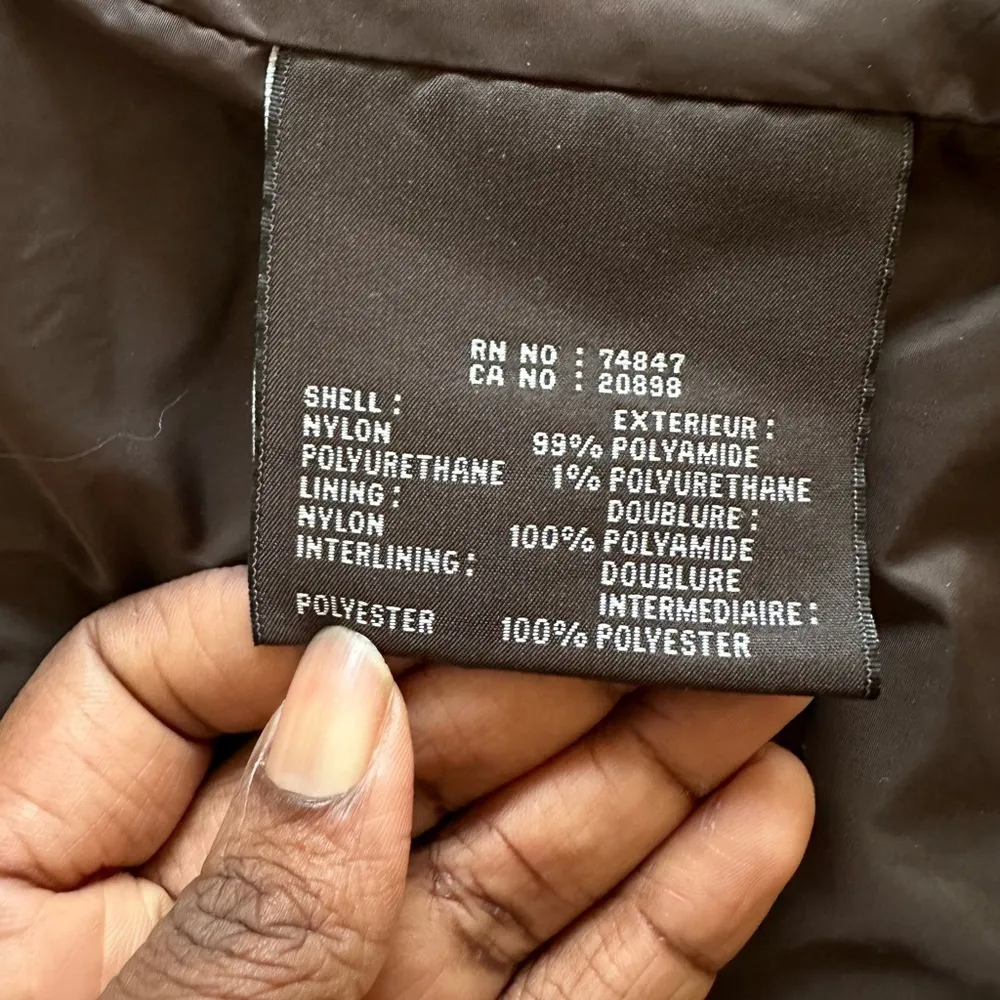 RN NO : 74847
CA NO : 20898
SHELL : EXTERIEUR :
NYLON 99% POLYAMIDE
POLYURETHANE 1% POLYURETHANE
LINING : DOUBLURE :
NYLON 100% POLYAMIDE
INTERLINING : DOUBLURE
INTERMEDIAIRE :
POLYESTER 100% POLYESTER